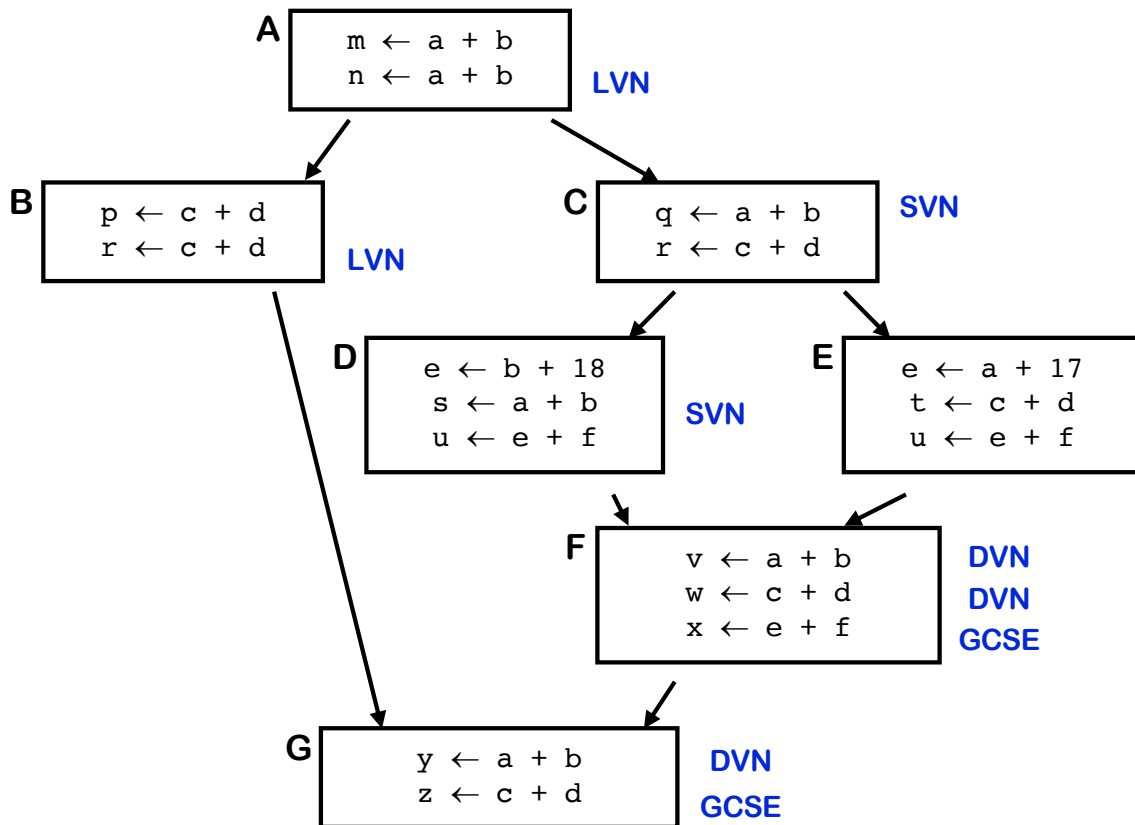 A
m ← a + b
n ← a + b
LVN
B
p ← c + d
r ← c + d
LVN
C
q ← a + b
r ← c + d
SVN
D
e ← b + 18
s ← a + b
u ← e + f
SVN
E
e ← a + 17
t ← c + d
u ← e + f
F
v ← a + b
w ← c + d
x ← e + f
DVN
DVN
GCSE
G
y ← a + b
z ← c + d
DVN
GCSE